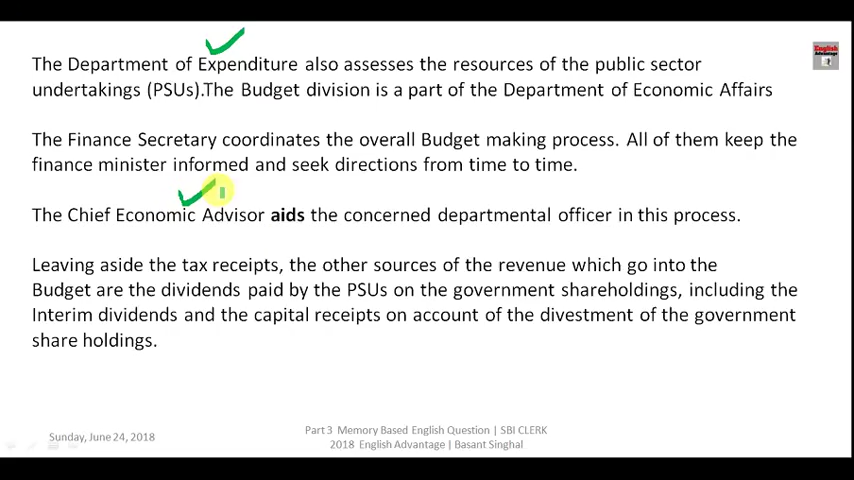 The Department of Expenditure also assesses the resources of the public sector
undertakings (PSUs).The Budget division is a part of the Department of Economic Affairs
The Finance Secretary coordinates the overall Budget making process. All of them keep the
finance minister informed and seek directions from time to time.
The Chief Economic Advisor aids the concerned departmental officer in this process.
Leaving aside the tax receipts, the other sources of the revenue which go into the
Budget are the dividends paid by the PSUs on the government shareholdings, including the
Interim dividends and the capital receipts on account of the divestment of the government
share holdings.
Sunday, June 24, 2018
Part 3 Memory Based English Question | SBI CLERK
2018 English Advantage | Basant Singhal
English
Advantage